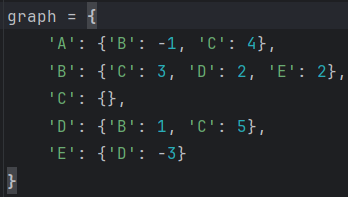 graph = {
    'A': {'B': -1, 'C': 4},
    'B': {'C': 3, 'D': 2, 'E': 2},
    'C': {},
    'D': {'B': 1, 'C': 5},
    'E': {'D': -3}
}